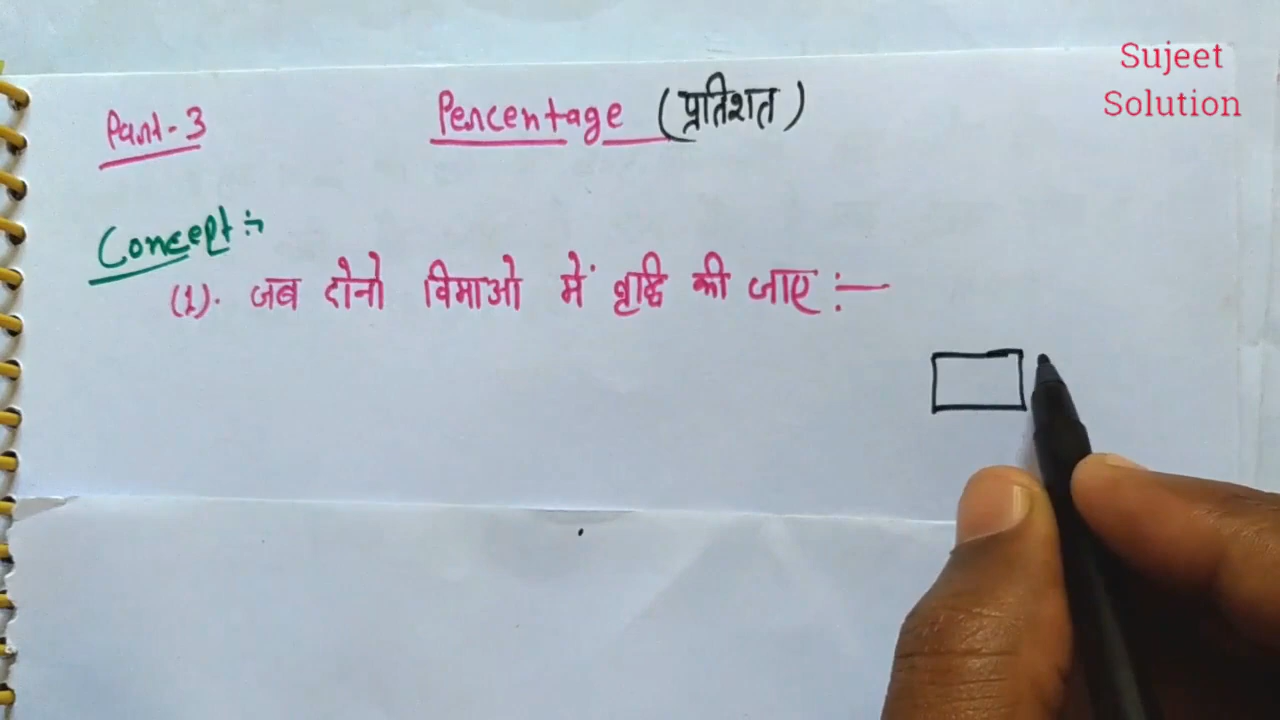 Sujeet
Solution
Part-3
Percentage (प्रतिशत)
Concept :-
(1). जब दोनो विमाओ में वृद्धि की जाए :-